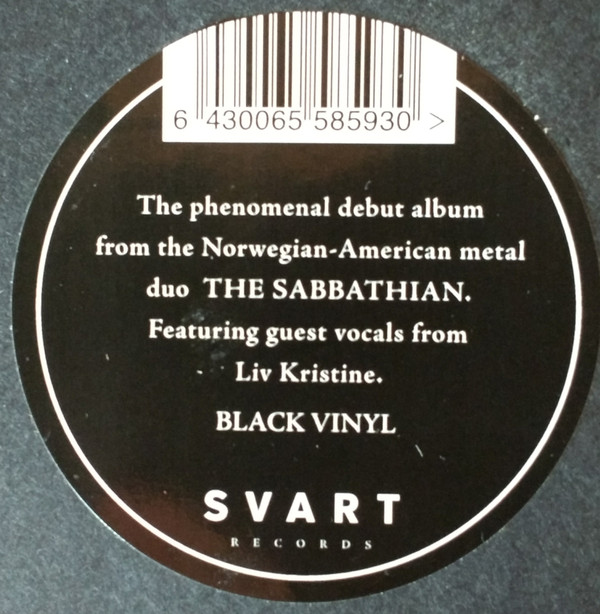 6 430065 585930 >
The phenomenal debut album
from the Norwegian-American metal
duo THE SABBATHIAN.
Featuring guest vocals from
Liv Kristine.
BLACK VINYL
SVART
RECORDS